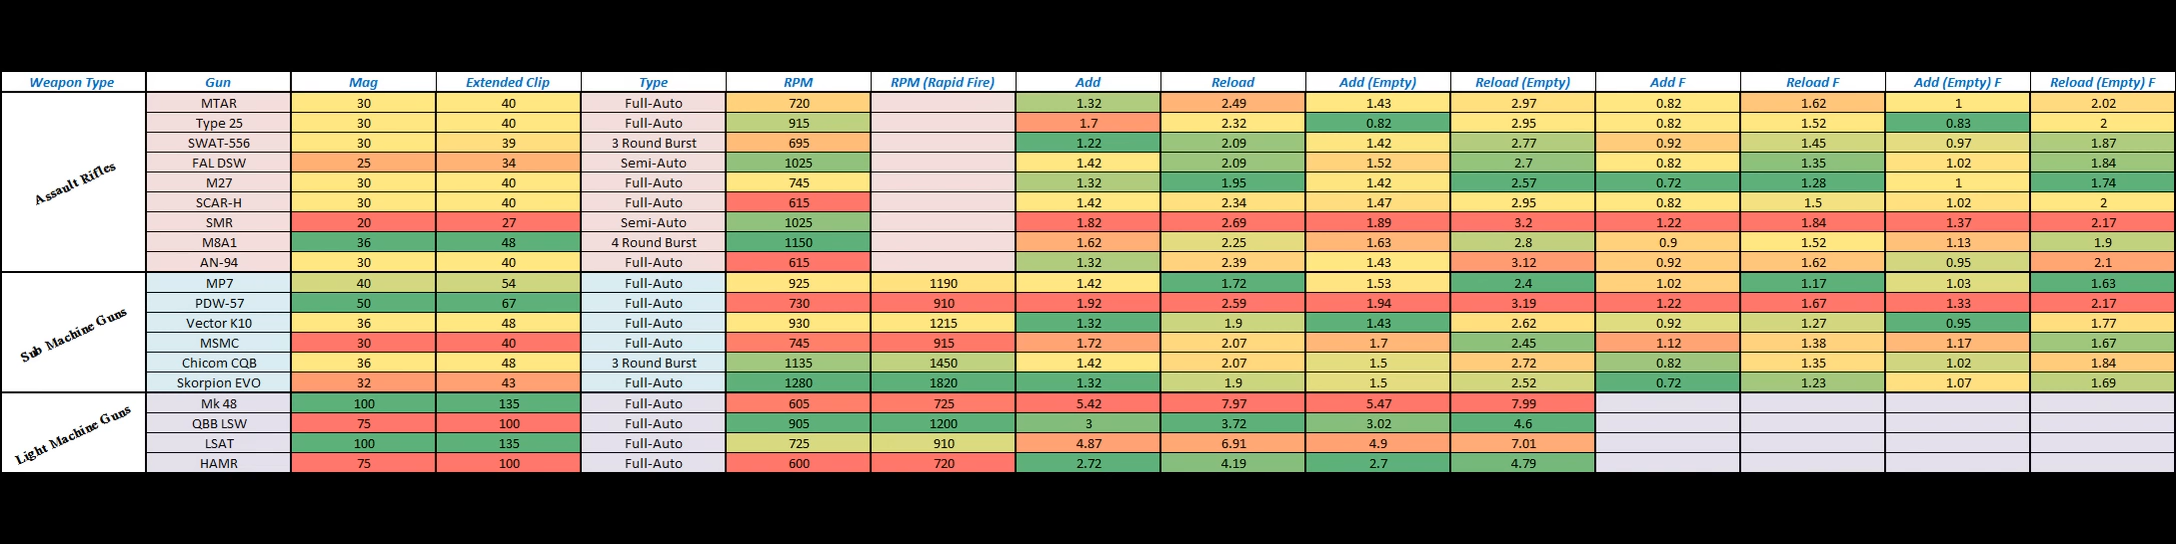 Weapon Type Gun Mag Extended Clip Type RPM RPM (Rapid Fire) Add Reload Add (Empty) Reload (Empty) Add F Reload F Add (Empty) F Reload (Empty) F
Assault Rifles
MTAR 30 40 Full-Auto 720 1.32 2.49 1.43 2.97 0.82 1.62 1 2.02
Type 25 30 40 Full-Auto 915 1.7 2.32 0.82 2.95 0.82 1.52 0.83 2
SWAT-556 30 39 3 Round Burst 695 1.22 2.09 1.42 2.77 0.92 1.45 0.97 1.87
FAL DSW 25 34 Semi-Auto 1025 1.42 2.09 1.52 2.7 0.82 1.35 1.02 1.84
M27 30 40 Full-Auto 745 1.32 1.95 1.42 2.57 0.72 1.28 1 1.74
SCAR-H 30 40 Full-Auto 615 1.42 2.34 1.47 2.95 0.82 1.5 1.02 2
SMR 20 27 Semi-Auto 1025 1.82 2.69 1.89 3.2 1.22 1.84 1.37 2.17
M8A1 36 48 4 Round Burst 1150 1.62 2.25 1.63 2.8 0.9 1.52 1.13 1.9
AN-94 30 40 Full-Auto 615 1.32 2.39 1.43 3.12 0.92 1.62 0.95 2.1
Sub Machine Guns
MP7 40 54 Full-Auto 925 1190 1.42 1.72 1.53 2.4 1.02 1.17 1.03 1.63
PDW-57 50 67 Full-Auto 730 910 1.92 2.59 1.94 3.19 1.22 1.67 1.33 2.17
Vector K10 36 48 Full-Auto 930 1215 1.32 1.9 1.43 2.62 0.92 1.27 0.95 1.77
MSMC 30 40 Full-Auto 745 915 1.72 2.07 1.7 2.45 1.12 1.38 1.17 1.67
Chicom CQB 36 48 3 Round Burst 1135 1450 1.42 2.07 1.5 2.72 0.82 1.35 1.02 1.84
Skorpion EVO 32 43 Full-Auto 1280 1820 1.32 1.9 1.5 2.52 0.72 1.23 1.07 1.69
Light Machine Guns
Mk 48 100 135 Full-Auto 605 725 5.42 7.97 5.47 7.99
QBB LSW 75 100 Full-Auto 905 1200 3 3.72 3.02 4.6
LSAT 100 135 Full-Auto 725 910 4.87 6.91 4.9 7.01
HAMR 75 100 Full-Auto 600 720 2.72 4.19 2.7 4.79